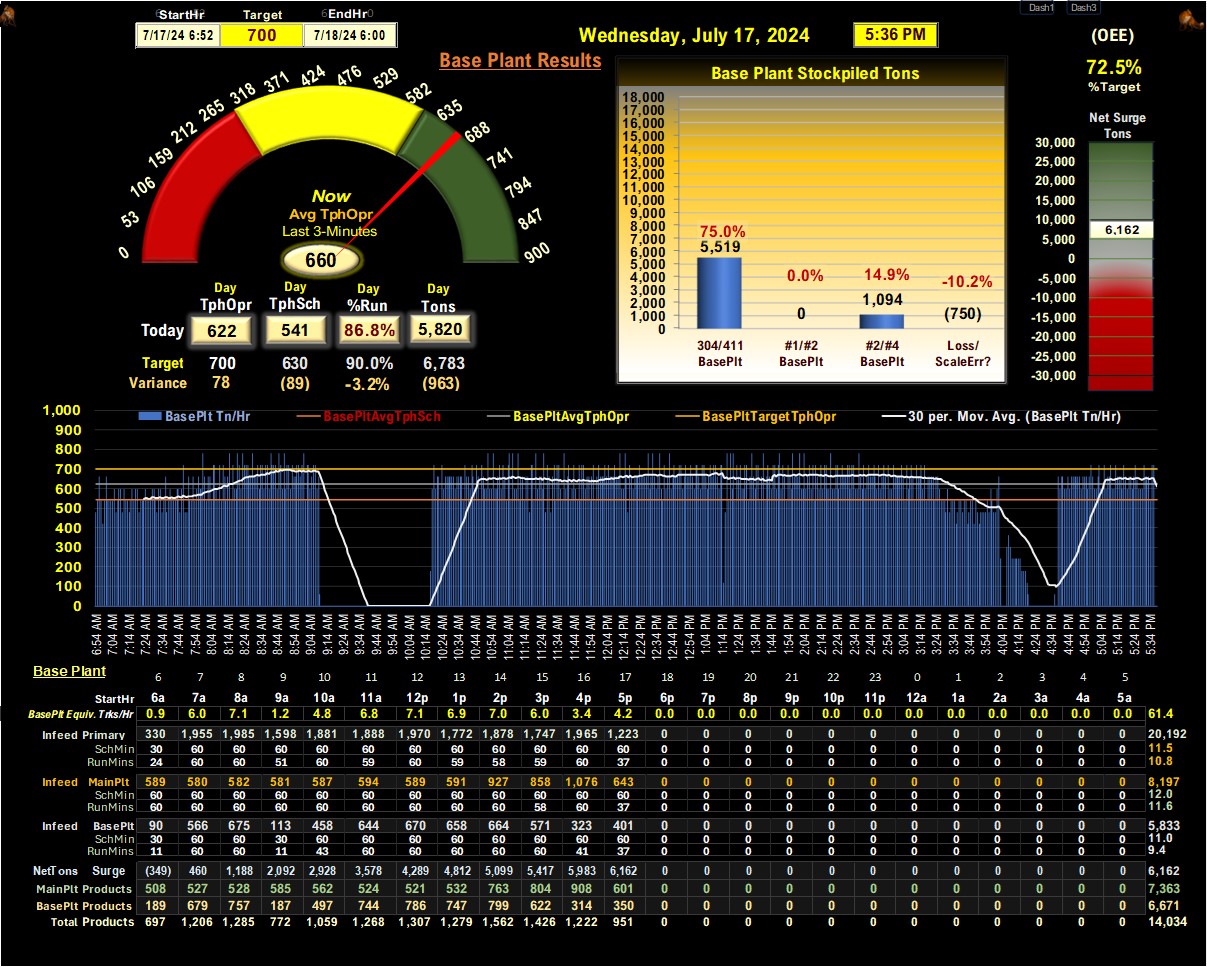 StartHr Target EndHr
7/17/24 6:52 700 7/18/24 6:00
Dash1 Dash3
Wednesday, July 17, 2024 5:36 PM
(OEE)
72.5%
%Target
Base Plant Results
0 53 106 159 212 265 318 371 424 476 529 582 635 688 741 794 847 900
Now
Avg TphOpr
Last 3-Minutes
660
Day Day Day Day
TphOpr TphSch %Run Tons
Today 622 541 86.8% 5,820
Target 700 630 90.0% 6,783
Variance 78 (89) -3.2% (963)
Base Plant Stockpiled Tons
18,000
17,000
16,000
15,000
14,000
13,000
12,000
11,000
10,000
9,000
8,000
7,000
6,000
5,000
4,000
3,000
2,000
1,000
0
75.0% 0.0% 14.9% -10.2%
5,519 0 1,094 (750)
304/411 #1/#2 #2/#4 Loss/
BasePlt BasePlt BasePlt ScaleErr?
Net Surge
Tons
30,000
25,000
20,000
15,000
10,000
6,162
5,000
0
-5,000
-10,000
-15,000
-20,000
-25,000
-30,000
BasePlt Tn/Hr BasePltAvgTphSch BasePltAvgTphOpr BasePltTargetTphOpr 30 per. Mov. Avg. (BasePlt Tn/Hr)
1,000
900
800
700
600
500
400
300
200
100
0
6:54 AM 7:04 AM 7:24 AM 7:34 AM 7:44 AM 7:54 AM 8:04 AM 8:14 AM 8:24 AM 8:34 AM 8:44 AM 8:54 AM 9:04 AM 9:14 AM 9:24 AM 9:34 AM 9:44 AM 9:54 AM 10:04 AM 10:14 AM 10:24 AM 10:34 AM 10:44 AM 10:54 AM 11:04 AM 11:14 AM 11:24 AM 11:34 AM 11:44 AM 11:54 AM 12:04 PM 12:14 PM 12:24 PM 12:34 PM 12:44 PM 12:54 PM 1:04 PM 1:14 PM 1:24 PM 1:34 PM 1:44 PM 1:54 PM 2:04 PM 2:14 PM 2:24 PM 2:34 PM 2:44 PM 2:54 PM 3:04 PM 3:14 PM 3:24 PM 3:34 PM 3:44 PM 3:54 PM 4:04 PM 4:14 PM 4:24 PM 4:34 PM 4:44 PM 4:54 PM 5:04 PM 5:14 PM 5:24 PM 5:34 PM
Base Plant 6 7 8 9 10 11 12 13 14 15 16 17 18 19 20 21 22 23 0 1 2 3 4 5
StartHr 6a 7a 8a 9a 10a 11a 12p 1p 2p 3p 4p 5p 6p 7p 8p 9p 10p 11p 12a 1a 2a 3a 4a 5a
BasePlt Equiv. Trks/Hr 0.9 6.0 7.1 1.2 4.8 6.8 7.1 6.9 7.0 6.0 3.4 4.2 0.0 0.0 0.0 0.0 0.0 0.0 0.0 0.0 0.0 0.0 0.0 0.0 61.4
Infeed Primary 330 1,955 1,985 1,598 1,881 1,888 1,970 1,772 1,878 1,747 1,965 1,223 0 0 0 0 0 0 0 0 0 0 0 0 20,192
SchMin 30 60 60 60 60 60 60 60 60 60 60 60 0 0 0 0 0 0 0 0 0 0 0 0 11.5
RunMins 24 60 60 51 60 59 60 59 58 59 60 37 0 0 0 0 0 0 0 0 0 0 0 0 10.8
Infeed MainPlt 589 580 582 581 587 594 589 591 927 858 1,076 643 0 0 0 0 0 0 0 0 0 0 0 0 8,197
SchMin 60 60 60 60 60 60 60 60 60 60 60 60 0 0 0 0 0 0 0 0 0 0 0 0 12.0
RunMins 60 60 60 60 60 60 60 60 60 58 60 37 0 0 0 0 0 0 0 0 0 0 0 0 11.6
Infeed BasePlt 90 566 675 113 458 644 670 658 664 571 323 401 0 0 0 0 0 0 0 0 0 0 0 0 5,833
SchMin 30 60 60 30 60 60 60 60 60 60 60 60 0 0 0 0 0 0 0 0 0 0 0 0 11.0
RunMins 11 60 60 11 43 60 60 60 60 60 41 37 0 0 0 0 0 0 0 0 0 0 0 0 9.4
NetTons Surge (349) 460 1,188 2,092 2,928 3,578 4,289 4,812 5,099 5,417 5,983 6,162 0 0 0 0 0 0 0 0 0 0 0 0 6,162
MainPlt Products 508 527 528 585 562 524 521 532 763 804 908 601 0 0 0 0 0 0 0 0 0 0 0 0 7,363
BasePlt Products 189 679 757 187 497 744 786 747 799 622 314 350 0 0 0 0 0 0 0 0 0 0 0 0 6,671
Total Products 697 1,206 1,285 772 1,059 1,268 1,307 1,279 1,562 1,426 1,222 951 0 0 0 0 0 0 0 0 0 0 0 0 14,034